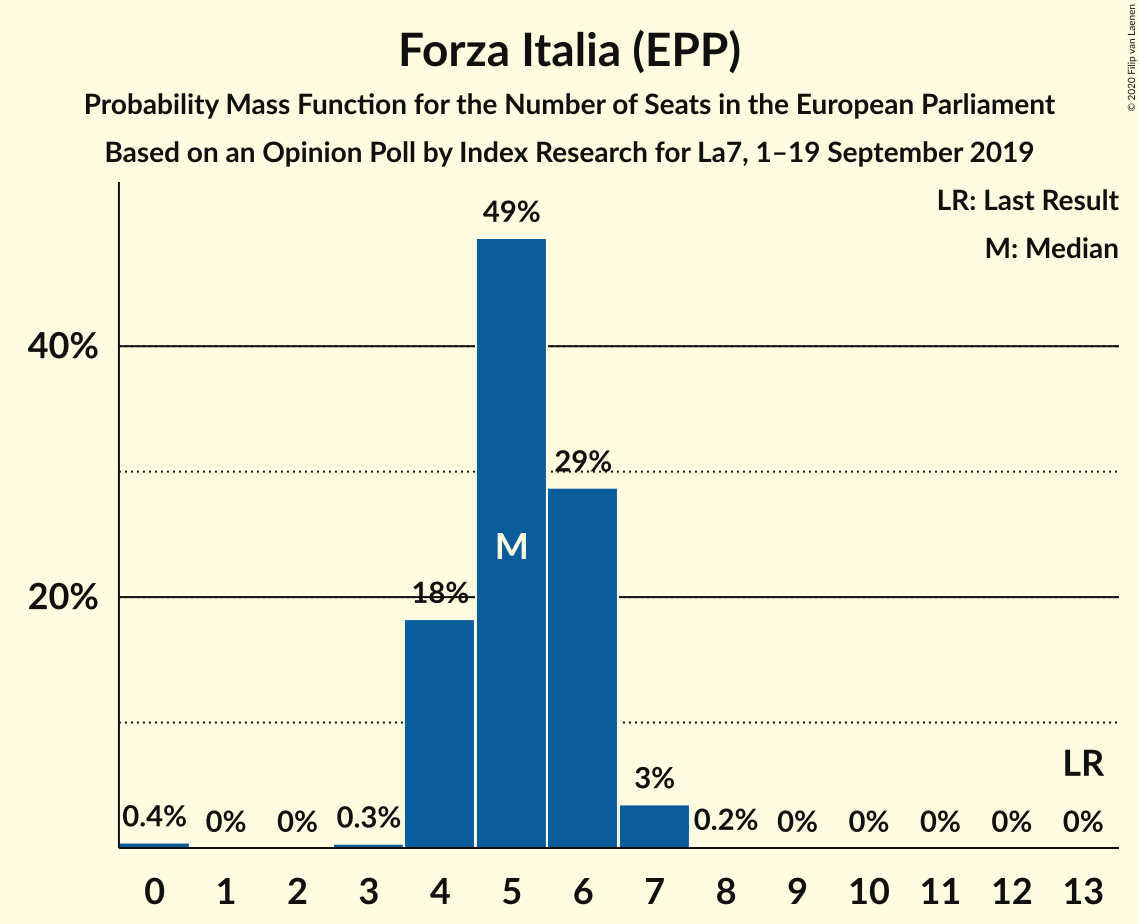 Forza Italia (EPP)
Probability Mass Function for the Number of Seats in the European Parliament
Based on an Opinion Poll by Index Research for La7, 1–19 September 2019
© 2020 Filip van Laenen
LR: Last Result
M: Median
49%
40%
29%
M
20%
18%
LR
3%
0.4% 0% 0% 0.3% 0.2% 0% 0% 0% 0% 0%
0 1 2 3 4 5 6 7 8 9 10 11 12 13